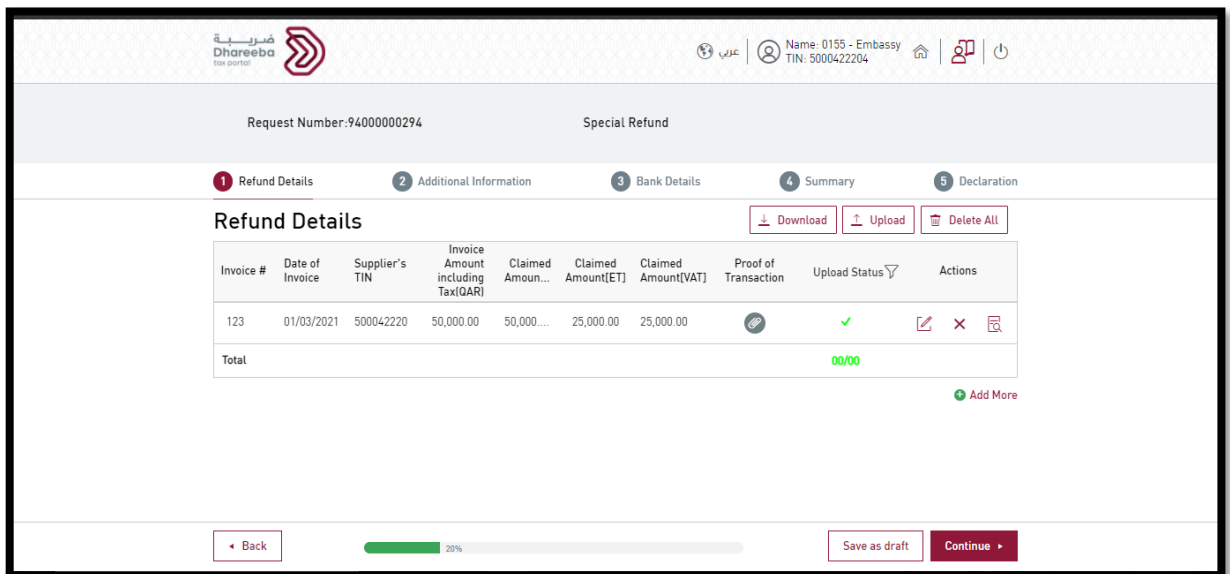 ضريبة
Dhareeba
tax portal
عربي
Name: 0155 - Embassy
TIN: 5000422204
Request Number:94000000294
Special Refund
1 Refund Details
2 Additional Information
3 Bank Details
4 Summary
5 Declaration
Refund Details
Download
Upload
Delete All
Invoice #
Date of
Invoice
Supplier's
TIN
Invoice
Amount
including
Tax(QAR)
Claimed
Amoun...
Claimed
Amount[ET]
Claimed
Amount[VAT]
Proof of
Transaction
Upload Status
Actions
123 01/03/2021 500042220 50,000.00 50,000.... 25,000.00 25,000.00
Total 00/00
Add More
Back
20%
Save as draft
Continue